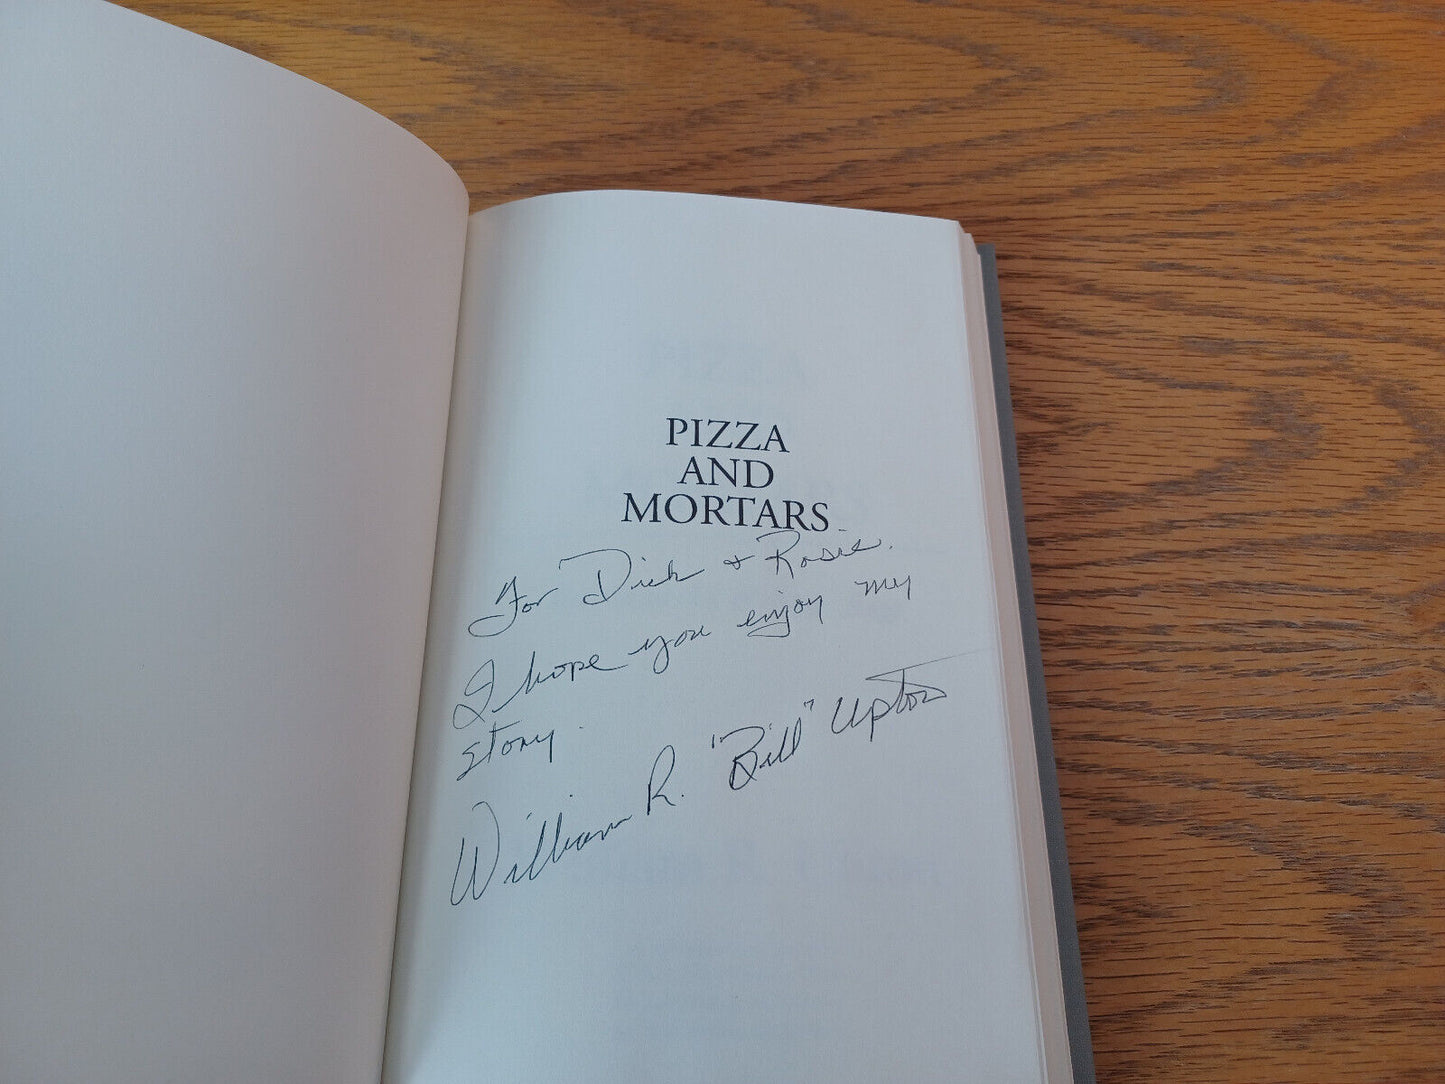 PIZZA
AND
MORTARS
For Dick + Rosie.
I hope you enjoy my
story.
William R. "Bill" Upton